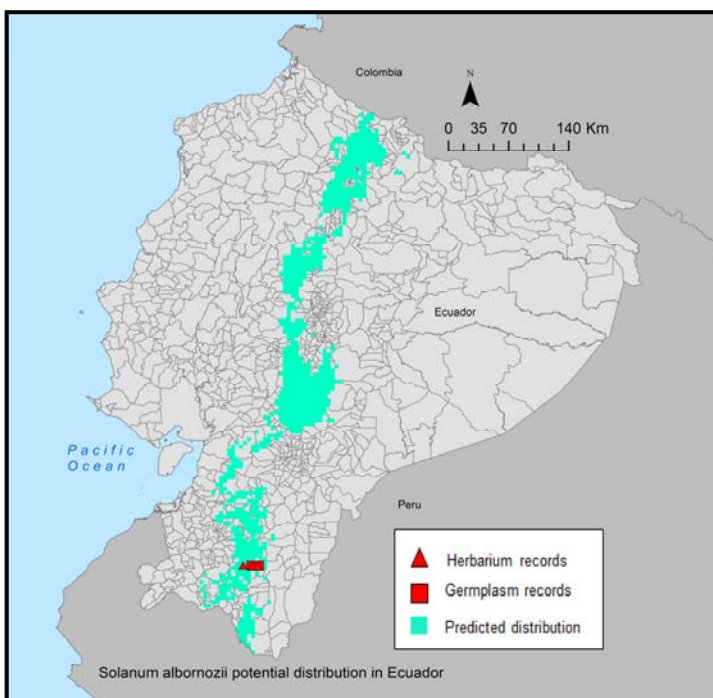 Colombia
N
0 35 70 140 Km
Ecuador
Pacific
Ocean
Peru
Herbarium records
Germplasm records
Predicted distribution
Solanum albornozii potential distribution in Ecuador